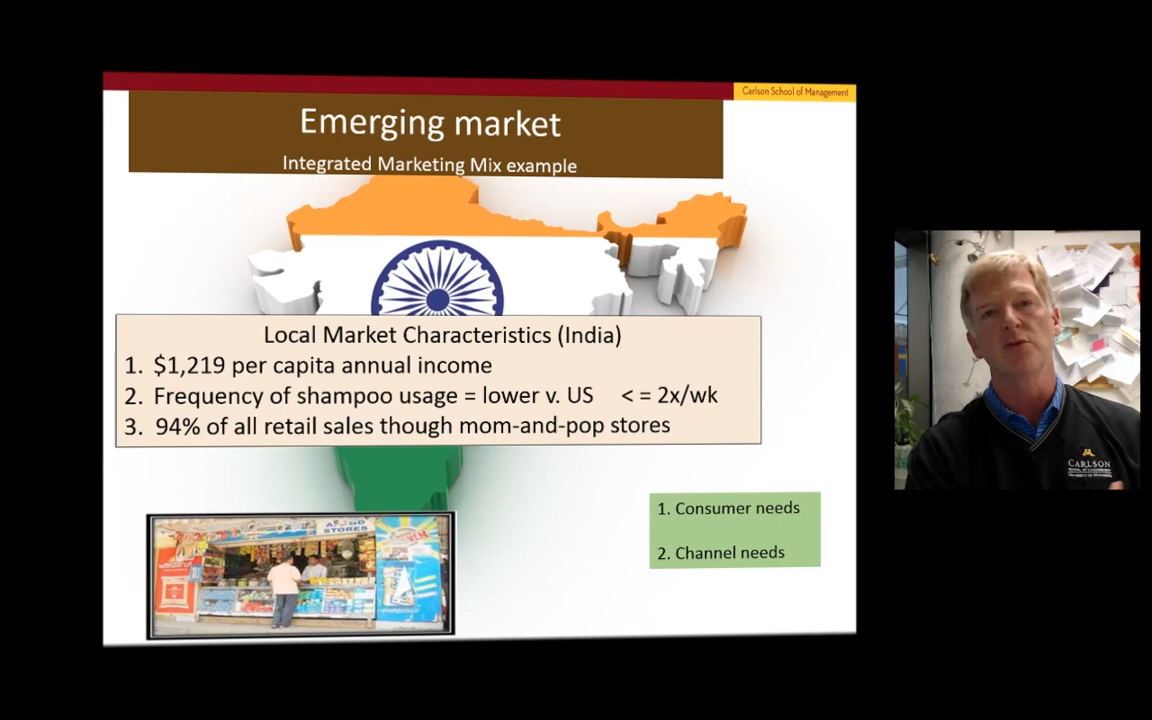 Carlson School of Management
Emerging market
Integrated Marketing Mix example
Local Market Characteristics (India)
1. $1,219 per capita annual income
2. Frequency of shampoo usage = lower v. US < = 2x/wk
3. 94% of all retail sales though mom-and-pop stores
1. Consumer needs
2. Channel needs
STORES
CARLSON